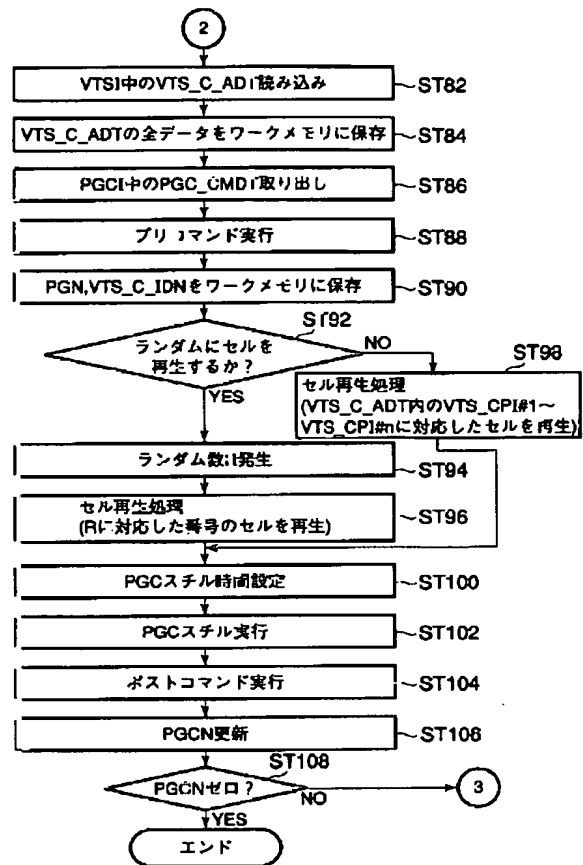 2
VTSI中のVTS_C_ADT読み込み
ST82
VTS_C_ADTの全データをワークメモリに保存
ST84
PGCI中のPGC_CMDT取り出し
ST86
プリコマンド実行
ST88
PGN,VTS_C_IDNをワークメモリに保存
ST90
ST92
ランダムにセルを
再生するか?
NO
YES
ST98
セル再生処理
(VTS_C_ADT内のVTS_CPI#1～
VTS_CPI#nに対応したセルを再生)
ランダム数 発生
ST94
セル再生処理
(Rに対応した番号のセルを再生)
ST96
PGCスチル時間設定
ST100
PGCスチル実行
ST102
ポストコマンド実行
ST104
PGCN更新
ST106
ST108
PGCNゼロ?
NO
3
YES
エンド